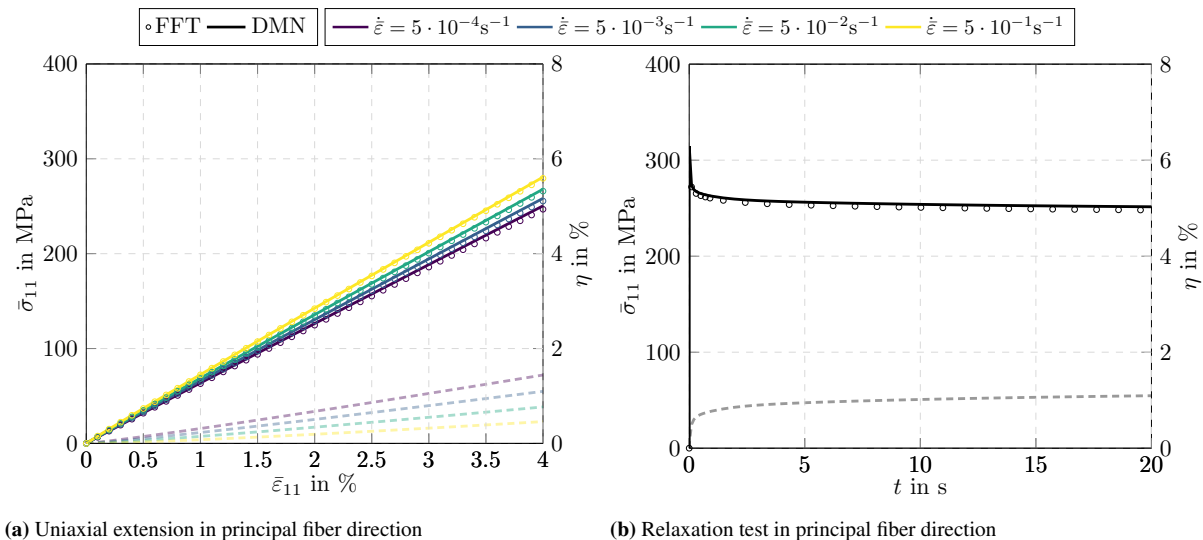 FFT DMN ε̇ = 5 · 10⁻⁴s⁻¹ ε̇ = 5 · 10⁻³s⁻¹ ε̇ = 5 · 10⁻²s⁻¹ ε̇ = 5 · 10⁻¹s⁻¹
400
300
200
100
0
σ̄₁₁ in MPa
8
6
4
2
0
η in %
0 0.5 1 1.5 2 2.5 3 3.5 4
ε̄₁₁ in %
400
300
200
100
0
σ̄₁₁ in MPa
8
6
4
2
0
η in %
0 5 10 15 20
t in s
(a) Uniaxial extension in principal fiber direction
(b) Relaxation test in principal fiber direction